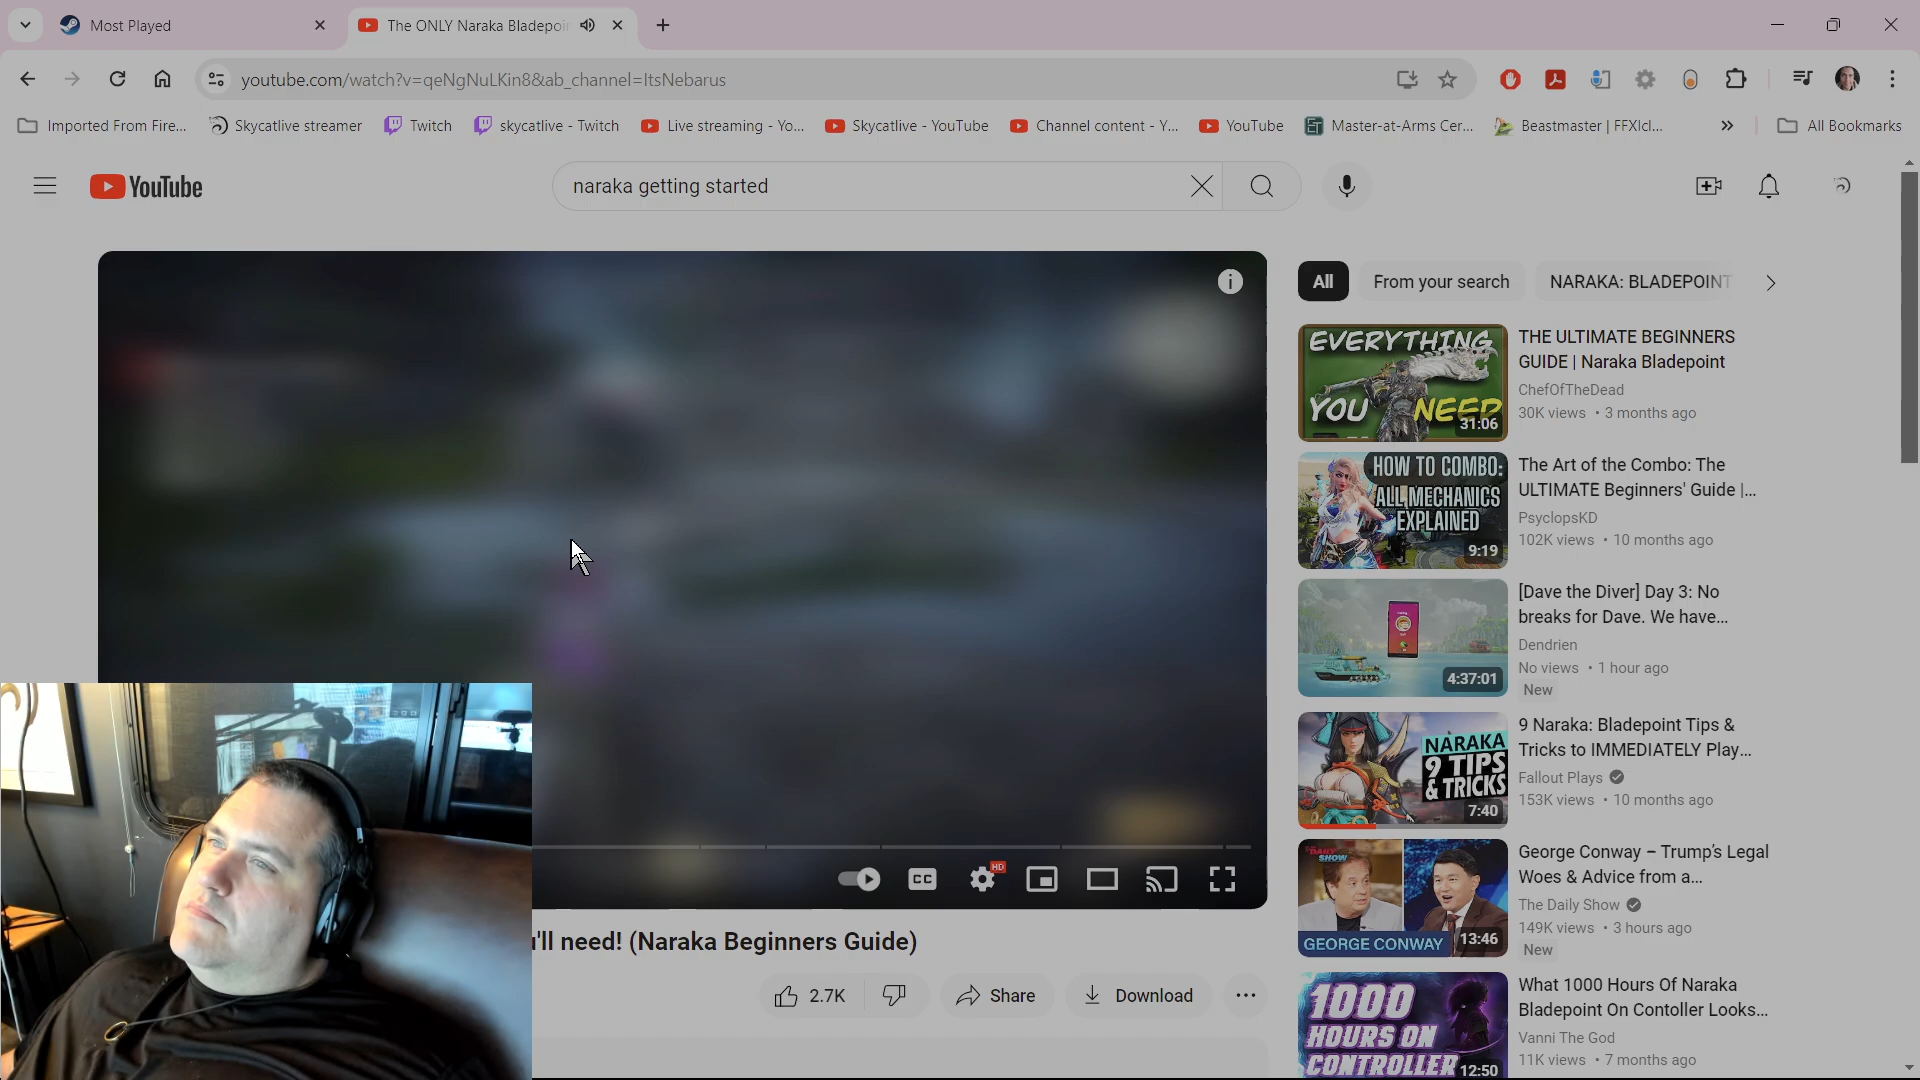 Most Played
The ONLY Naraka Bladepoi
youtube.com/watch?v=qeNgNuLKin8&ab_channel=ItsNebarus
Imported From Fire...
Skycatlive streamer
Twitch
skycatlive - Twitch
Live streaming - Yo...
Skycatlive - YouTube
Channel content - Y...
YouTube
Master-at-Arms Cer...
Beastmaster | FFXIcl...
All Bookmarks
YouTube
naraka getting started
All
From your search
NARAKA: BLADEPOINT
EVERYTHING
YOU NEED
31:06
THE ULTIMATE BEGINNERS
GUIDE | Naraka Bladepoint
ChefOfTheDead
30K views • 3 months ago
HOW TO COMBO:
ALL MECHANICS
EXPLAINED
9:19
The Art of the Combo: The
ULTIMATE Beginners' Guide |...
PsyclopsKD
102K views • 10 months ago
4:37:01
[Dave the Diver] Day 3: No
breaks for Dave. We have...
Dendrien
No views • 1 hour ago
New
NARAKA
9 TIPS
& TRICKS
7:40
9 Naraka: Bladepoint Tips &
Tricks to IMMEDIATELY Play...
Fallout Plays
153K views • 10 months ago
THE DAILY SHOW
GEORGE CONWAY
13:46
George Conway – Trump's Legal
Woes & Advice from a...
The Daily Show
149K views • 3 hours ago
New
1000
HOURS ON
CONTROLLER
12:50
What 1000 Hours Of Naraka
Bladepoint On Contoller Looks...
Vanni The God
11K views • 7 months ago
CC
HD
'll need! (Naraka Beginners Guide)
2.7K
Share
Download